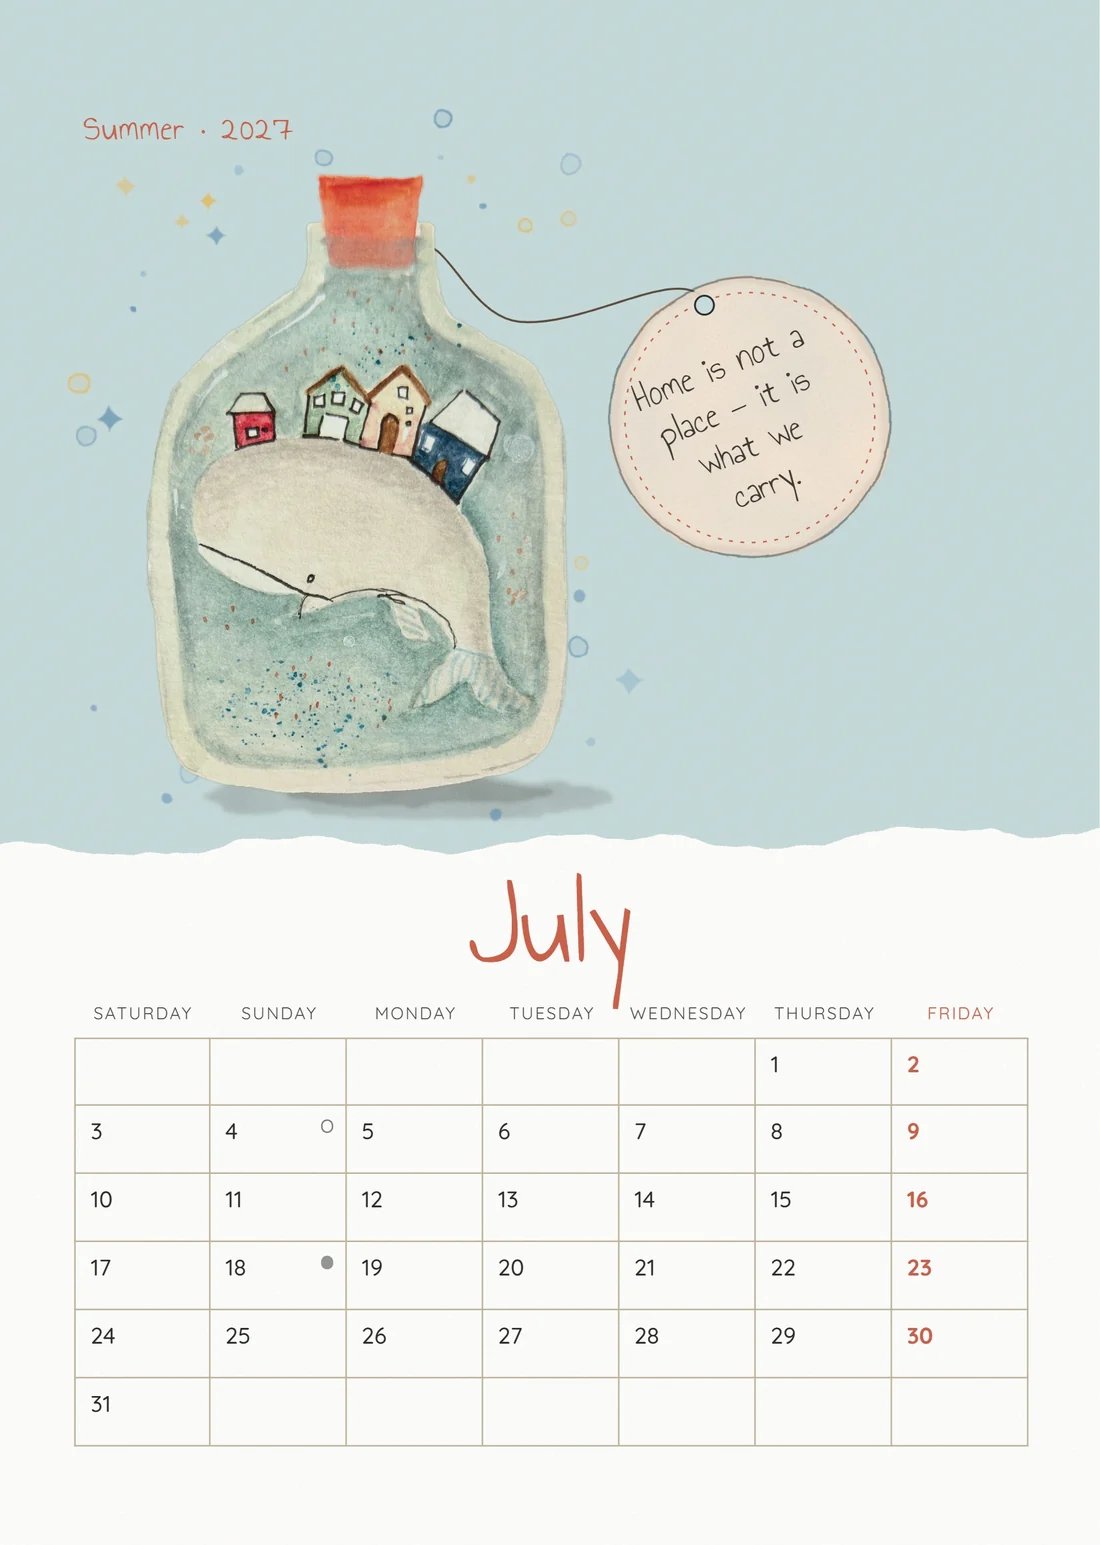 Summer · 2027
Home is not a
place – it is
what we
carry.
July
SATURDAY SUNDAY MONDAY TUESDAY WEDNESDAY THURSDAY FRIDAY
1 2
3 4 5 6 7 8 9
10 11 12 13 14 15 16
17 18 19 20 21 22 23
24 25 26 27 28 29 30
31